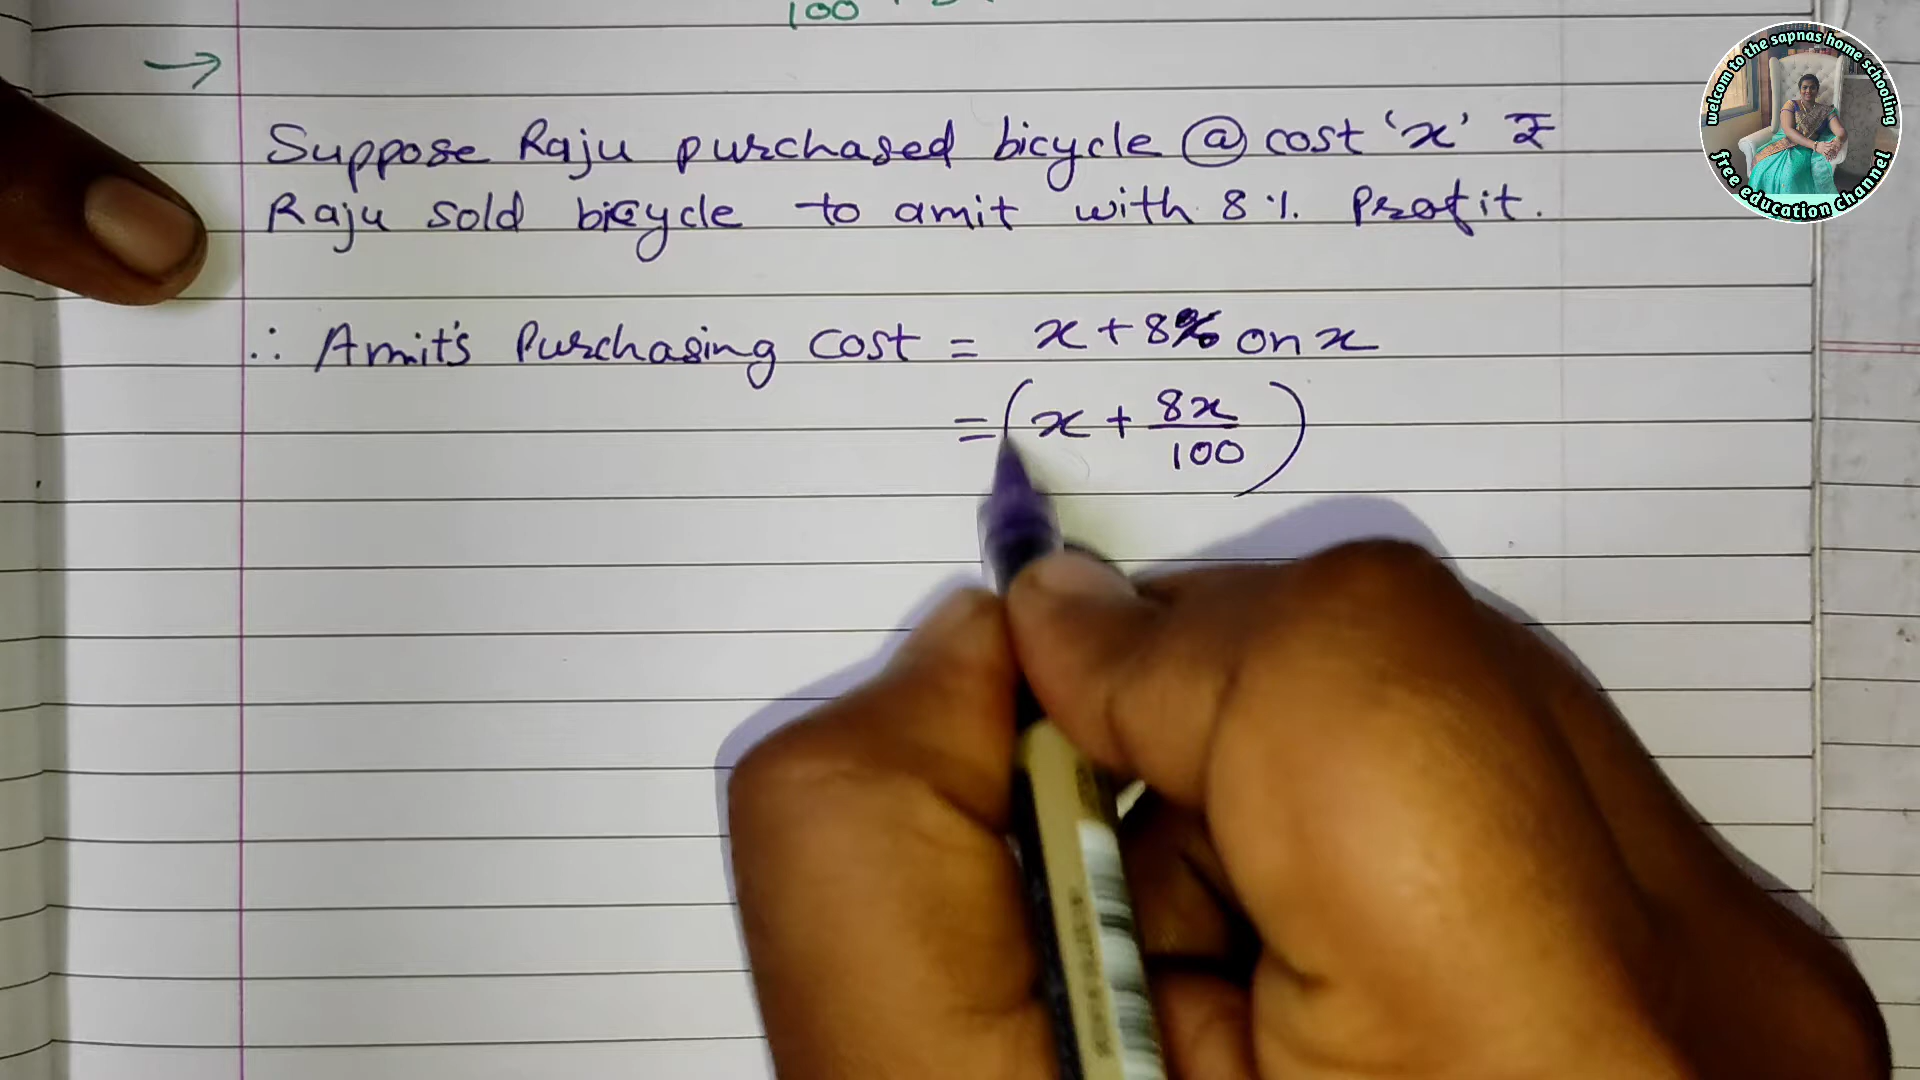 100
→
Suppose Raju purchased bicycle @ cost 'x' ₹
Raju sold bicycle to amit with 8% Profit.
∴ Amit's Purchasing cost = x + 8% on x
= (x + 8x/100)
welcom to the sapnas home schooling
free education channel